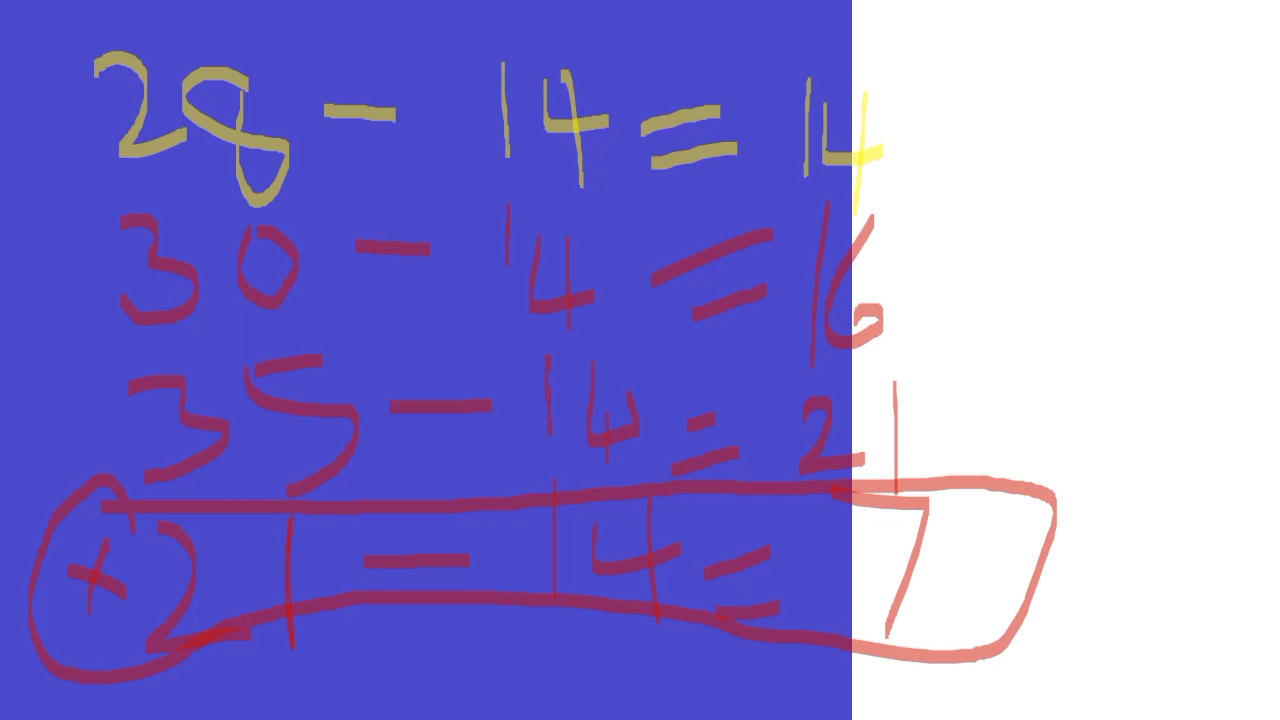 28 - 14 = 14
30 - 14 = 16
35 - 14 = 21
+ 21 - 14 = 7